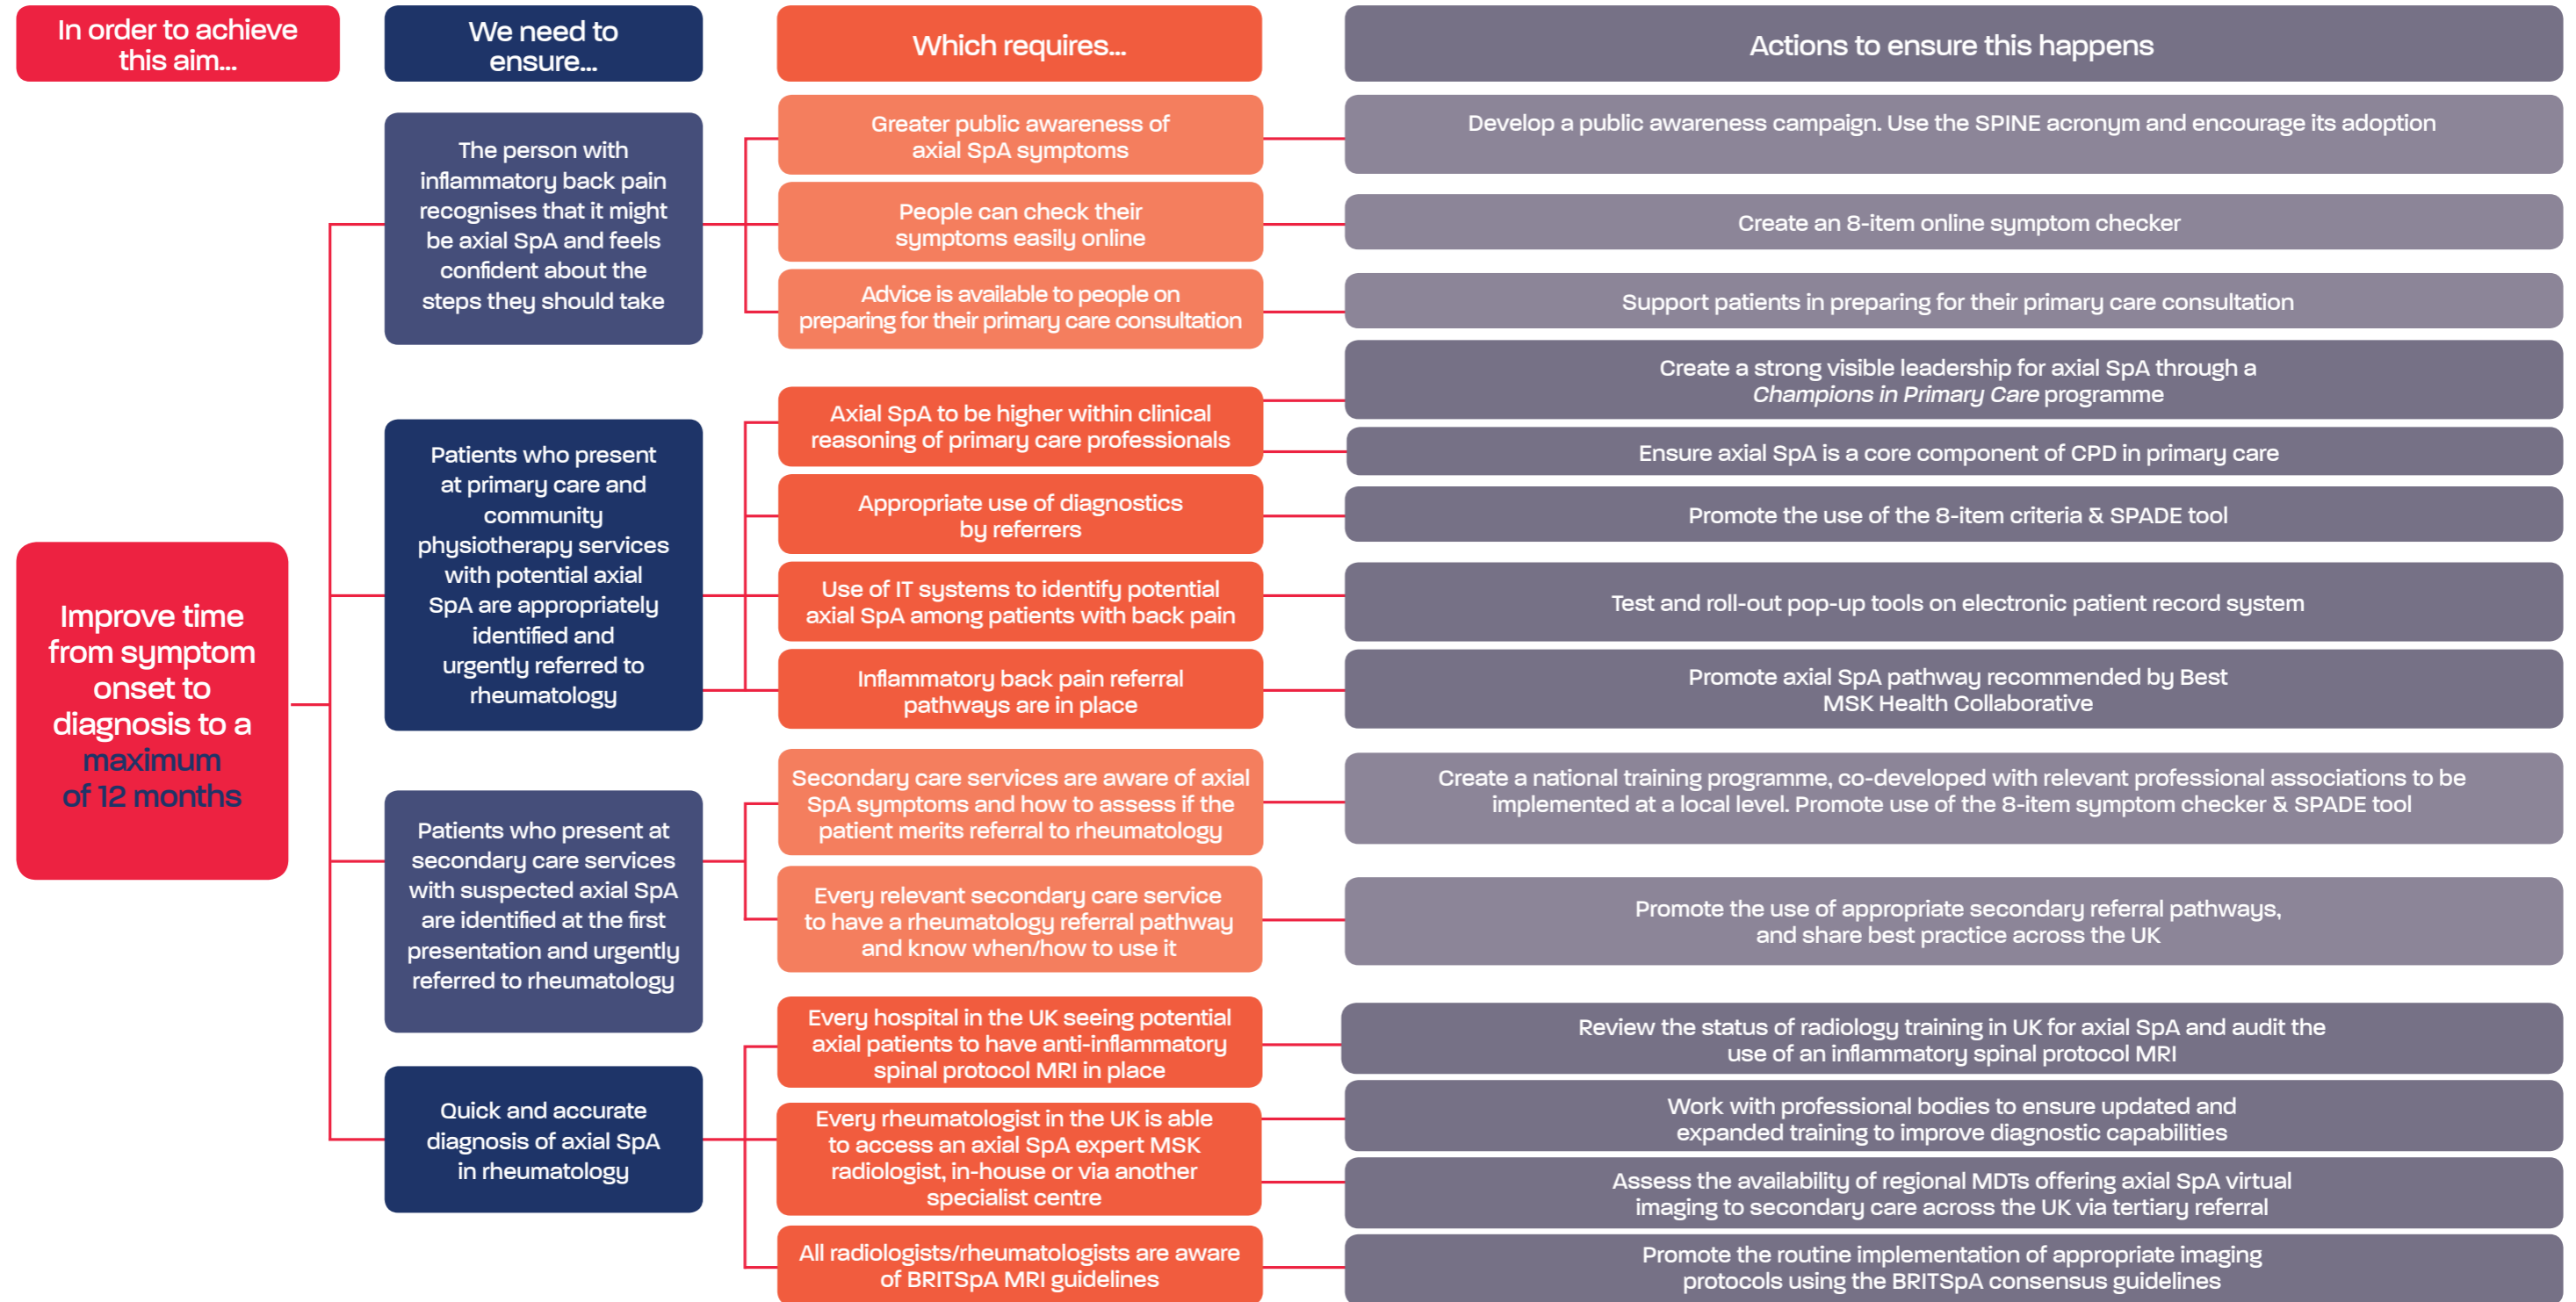 In order to achieve
this aim...
We need to
ensure...
Which requires...
Actions to ensure this happens
Improve time
from symptom
onset to
diagnosis to a
maximum
of 12 months
The person with
inflammatory back pain
recognises that it might
be axial SpA and feels
confident about the
steps they should take
Greater public awareness of
axial SpA symptoms
Develop a public awareness campaign. Use the SPINE acronym and encourage its adoption
People can check their
symptoms easily online
Create an 8-item online symptom checker
Advice is available to people on
preparing for their primary care consultation
Support patients in preparing for their primary care consultation
Patients who present
at primary care and
community
physiotherapy services
with potential axial
SpA are appropriately
identified and
urgently referred to
rheumatology
Axial SpA to be higher within clinical
reasoning of primary care professionals
Create a strong visible leadership for axial SpA through a
Champions in Primary Care programme
Ensure axial SpA is a core component of CPD in primary care
Appropriate use of diagnostics
by referrers
Promote the use of the 8-item criteria & SPADE tool
Use of IT systems to identify potential
axial SpA among patients with back pain
Test and roll-out pop-up tools on electronic patient record system
Inflammatory back pain referral
pathways are in place
Promote axial SpA pathway recommended by Best
MSK Health Collaborative
Patients who present at
secondary care services
with suspected axial SpA
are identified at the first
presentation and urgently
referred to rheumatology
Secondary care services are aware of axial
SpA symptoms and how to assess if the
patient merits referral to rheumatology
Create a national training programme, co-developed with relevant professional associations to be
implemented at a local level. Promote use of the 8-item symptom checker & SPADE tool
Every relevant secondary care service
to have a rheumatology referral pathway
and know when/how to use it
Promote the use of appropriate secondary referral pathways,
and share best practice across the UK
Quick and accurate
diagnosis of axial SpA
in rheumatology
Every hospital in the UK seeing potential
axial patients to have anti-inflammatory
spinal protocol MRI in place
Review the status of radiology training in UK for axial SpA and audit the
use of an inflammatory spinal protocol MRI
Every rheumatologist in the UK is able
to access an axial SpA expert MSK
radiologist, in-house or via another
specialist centre
Work with professional bodies to ensure updated and
expanded training to improve diagnostic capabilities
Assess the availability of regional MDTs offering axial SpA virtual
imaging to secondary care across the UK via tertiary referral
All radiologists/rheumatologists are aware
of BRITSpA MRI guidelines
Promote the routine implementation of appropriate imaging
protocols using the BRITSpA consensus guidelines